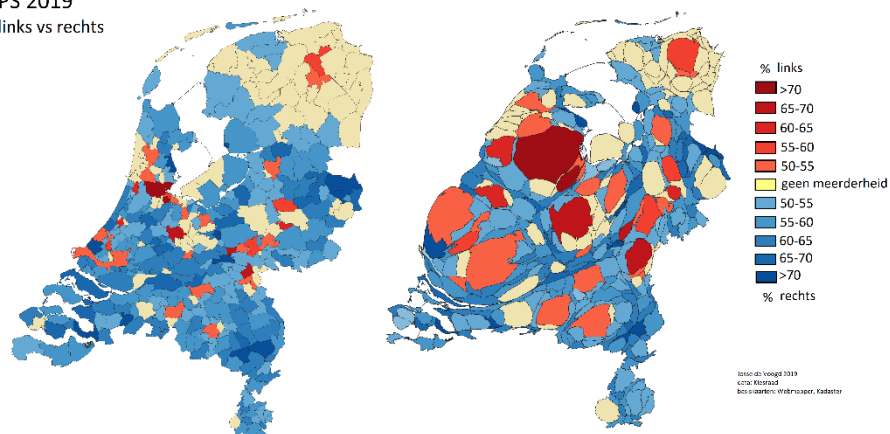 PS 2019
links vs rechts
% links
>70
65-70
60-65
55-60
50-55
geen meerderheid
50-55
55-60
60-65
65-70
>70
% rechts
Josse de Voogd 2019
data: Kiesraad
basiskaarten: Webmapper, Kadaster